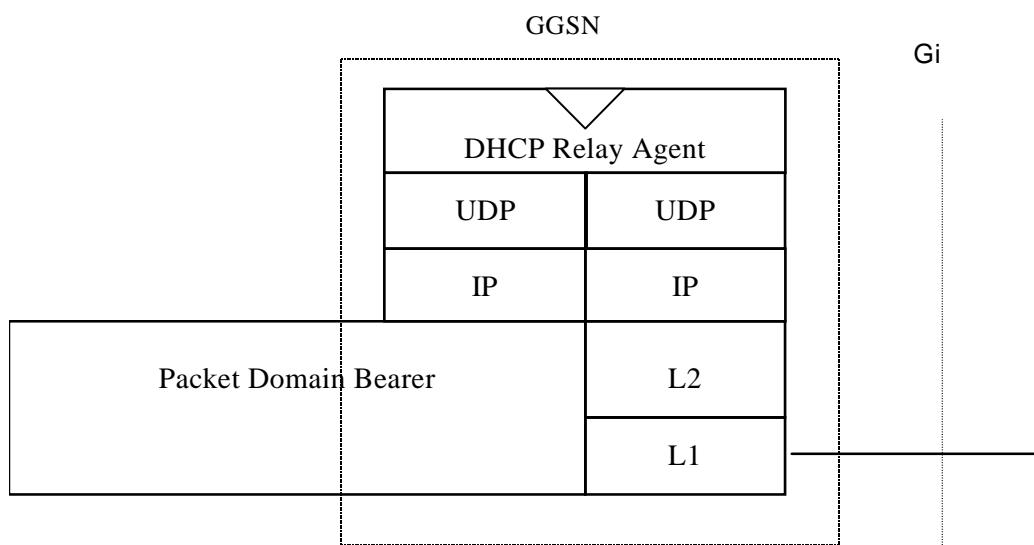 GGSN
Gi
DHCP Relay Agent
UDP
UDP
IP
IP
Packet Domain Bearer
L2
L1